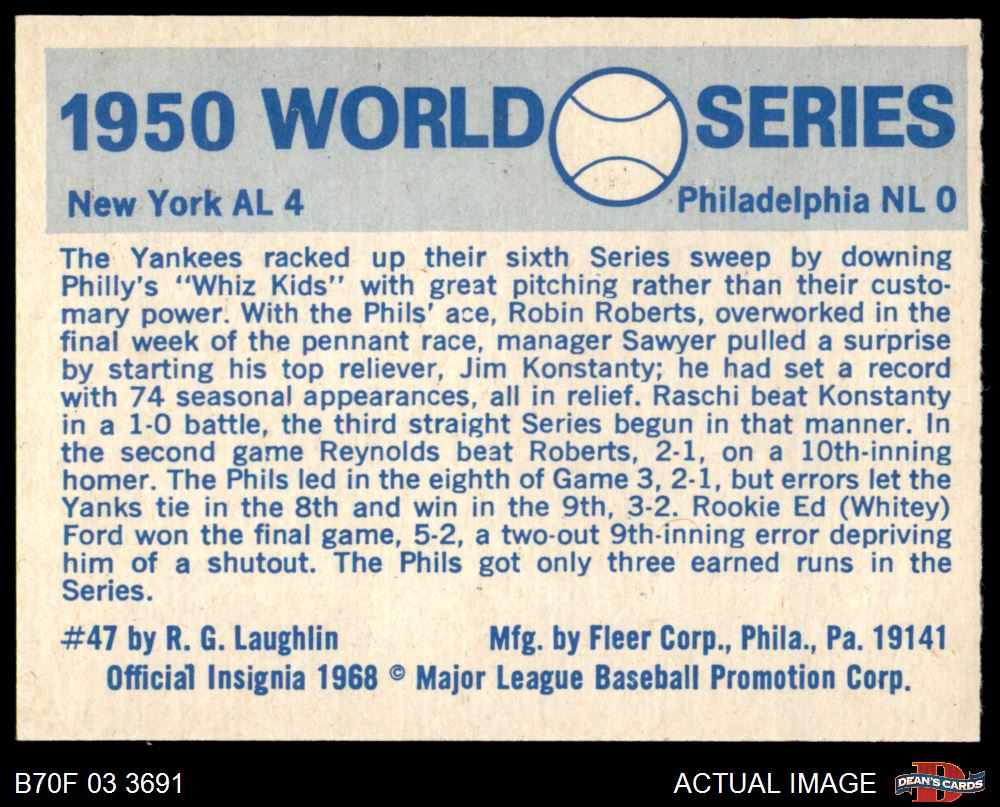 1950 WORLD SERIES
New York AL 4 Philadelphia NL 0
The Yankees racked up their sixth Series sweep by downing
Philly's "Whiz Kids" with great pitching rather than their custo-
mary power. With the Phils' ace, Robin Roberts, overworked in the
final week of the pennant race, manager Sawyer pulled a surprise
by starting his top reliever, Jim Konstanty; he had set a record
with 74 seasonal appearances, all in relief. Raschi beat Konstanty
in a 1-0 battle, the third straight Series begun in that manner. In
the second game Reynolds beat Roberts, 2-1, on a 10th-inning
homer. The Phils led in the eighth of Game 3, 2-1, but errors let the
Yanks tie in the 8th and win in the 9th, 3-2. Rookie Ed (Whitey)
Ford won the final game, 5-2, a two-out 9th-inning error depriving
him of a shutout. The Phils got only three earned runs in the
Series.
#47 by R. G. Laughlin Mfg. by Fleer Corp., Phila., Pa. 19141
Official Insignia 1968 © Major League Baseball Promotion Corp.
B70F 03 3691 ACTUAL IMAGE D DEAN'S CARDS